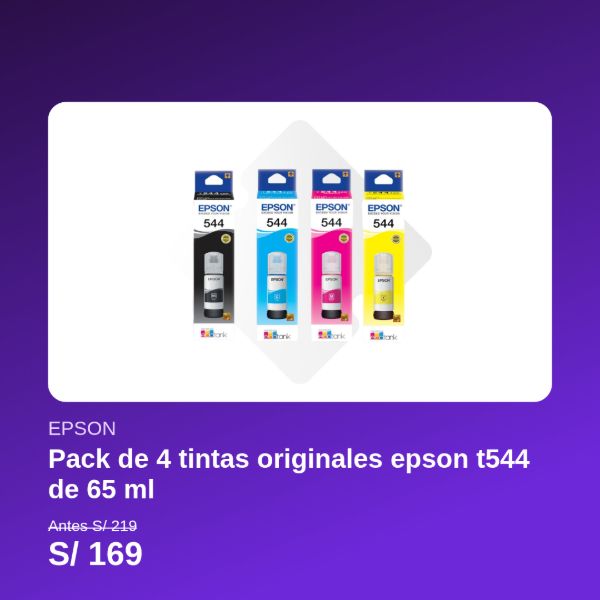 EPSON
544
EPSON
544
EPSON
544
EPSON
544
EPSON
Pack de 4 tintas originales epson t544
de 65 ml
Antes S/ 219
S/ 169